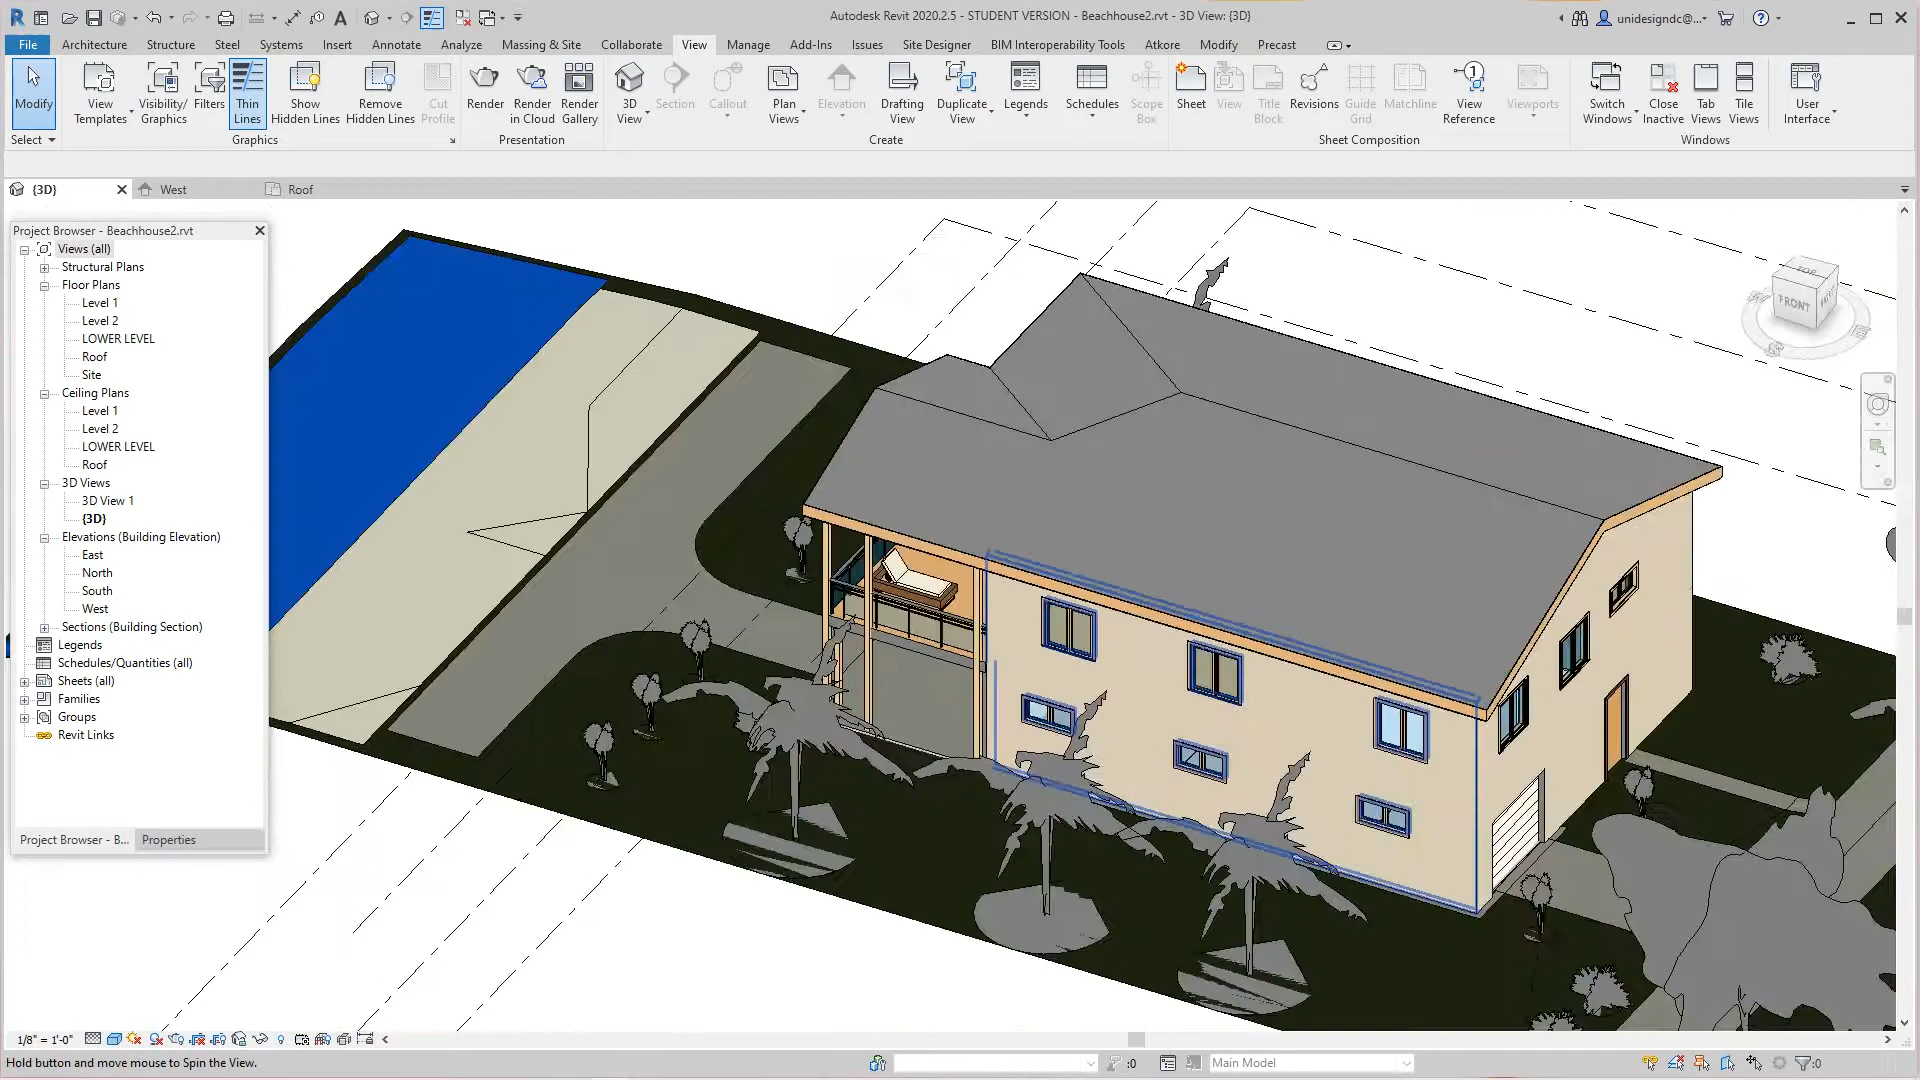 Autodesk Revit 2020.2.5 - STUDENT VERSION - Beachhouse2.rvt - 3D View: {3D}
unidesigndc@...
File Architecture Structure Steel Systems Insert Annotate Analyze Massing & Site Collaborate View Manage Add-Ins Issues Site Designer BIM Interoperability Tools Atkore Modify Precast
Modify
View Templates
Visibility/ Graphics
Filters
Thin Lines
Show Hidden Lines
Remove Hidden Lines
Cut Profile
Render
Render in Cloud
Render Gallery
3D View
Section
Callout
Plan Views
Elevation
Drafting View
Duplicate View
Legends
Schedules
Scope Box
Sheet
View
Title Block
Revisions
Guide Grid
Matchline
View Reference
Viewports
Switch Windows
Close Inactive
Tab Views
Tile Views
User Interface
Select Graphics Presentation Create Sheet Composition Windows
{3D} West Roof
Project Browser - Beachhouse2.rvt
Views (all)
Structural Plans
Floor Plans
Level 1
Level 2
LOWER LEVEL
Roof
Site
Ceiling Plans
Level 1
Level 2
LOWER LEVEL
Roof
3D Views
3D View 1
{3D}
Elevations (Building Elevation)
East
North
South
West
Sections (Building Section)
Legends
Schedules/Quantities (all)
Sheets (all)
Families
Groups
Revit Links
Project Browser - B... Properties
TOP
FRONT
1/8" = 1'-0"
Hold button and move mouse to Spin the View.
:0
Main Model
:0